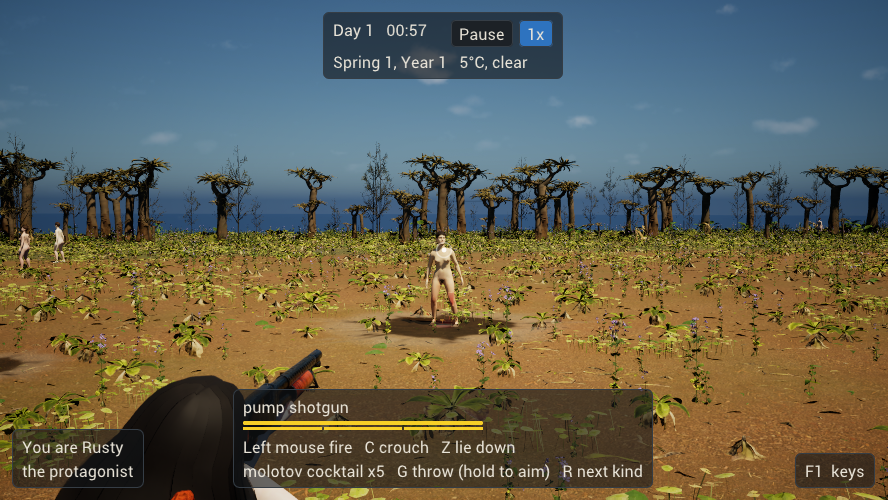 Day 1 00:57 Pause 1x
Spring 1, Year 1 5°C, clear
pump shotgun
Left mouse fire C crouch Z lie down
molotov cocktail x5 G throw (hold to aim) R next kind
You are Rusty
the protagonist
F1 keys